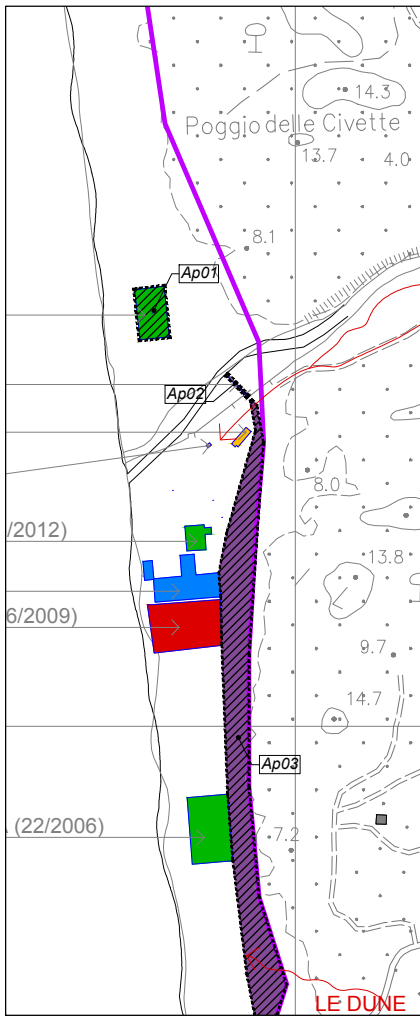 14.3
Poggio delle Civette
13.7
4.0
8.1
Ap01
Ap02
8.0
/2012)
13.8
6/2009)
9.7
14.7
Ap03
(22/2006)
7.2
LE DUNE